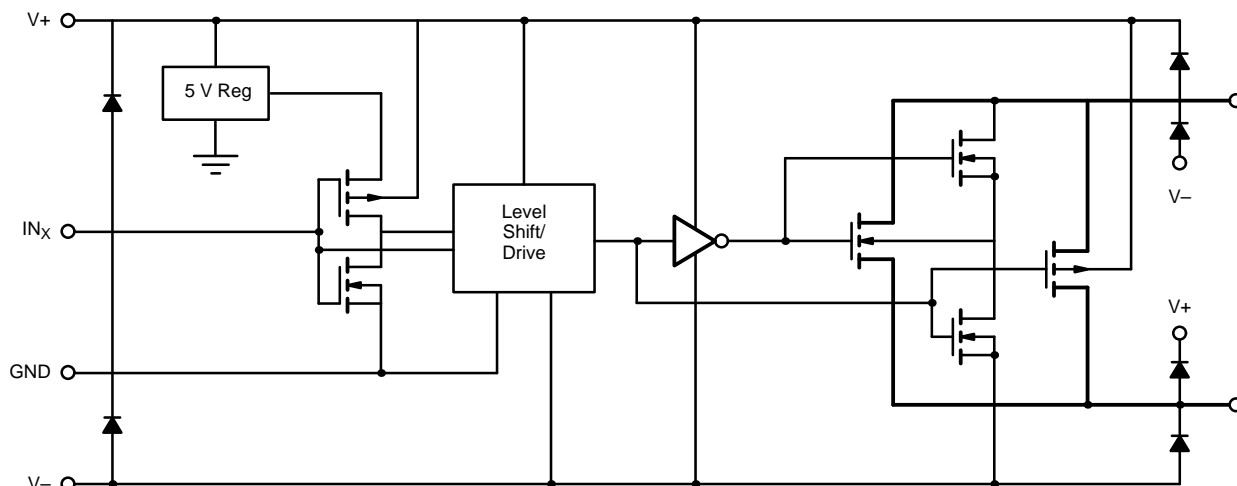 V+
5 V Reg
V–
INX
Level
Shift/
Drive
V+
GND
V–